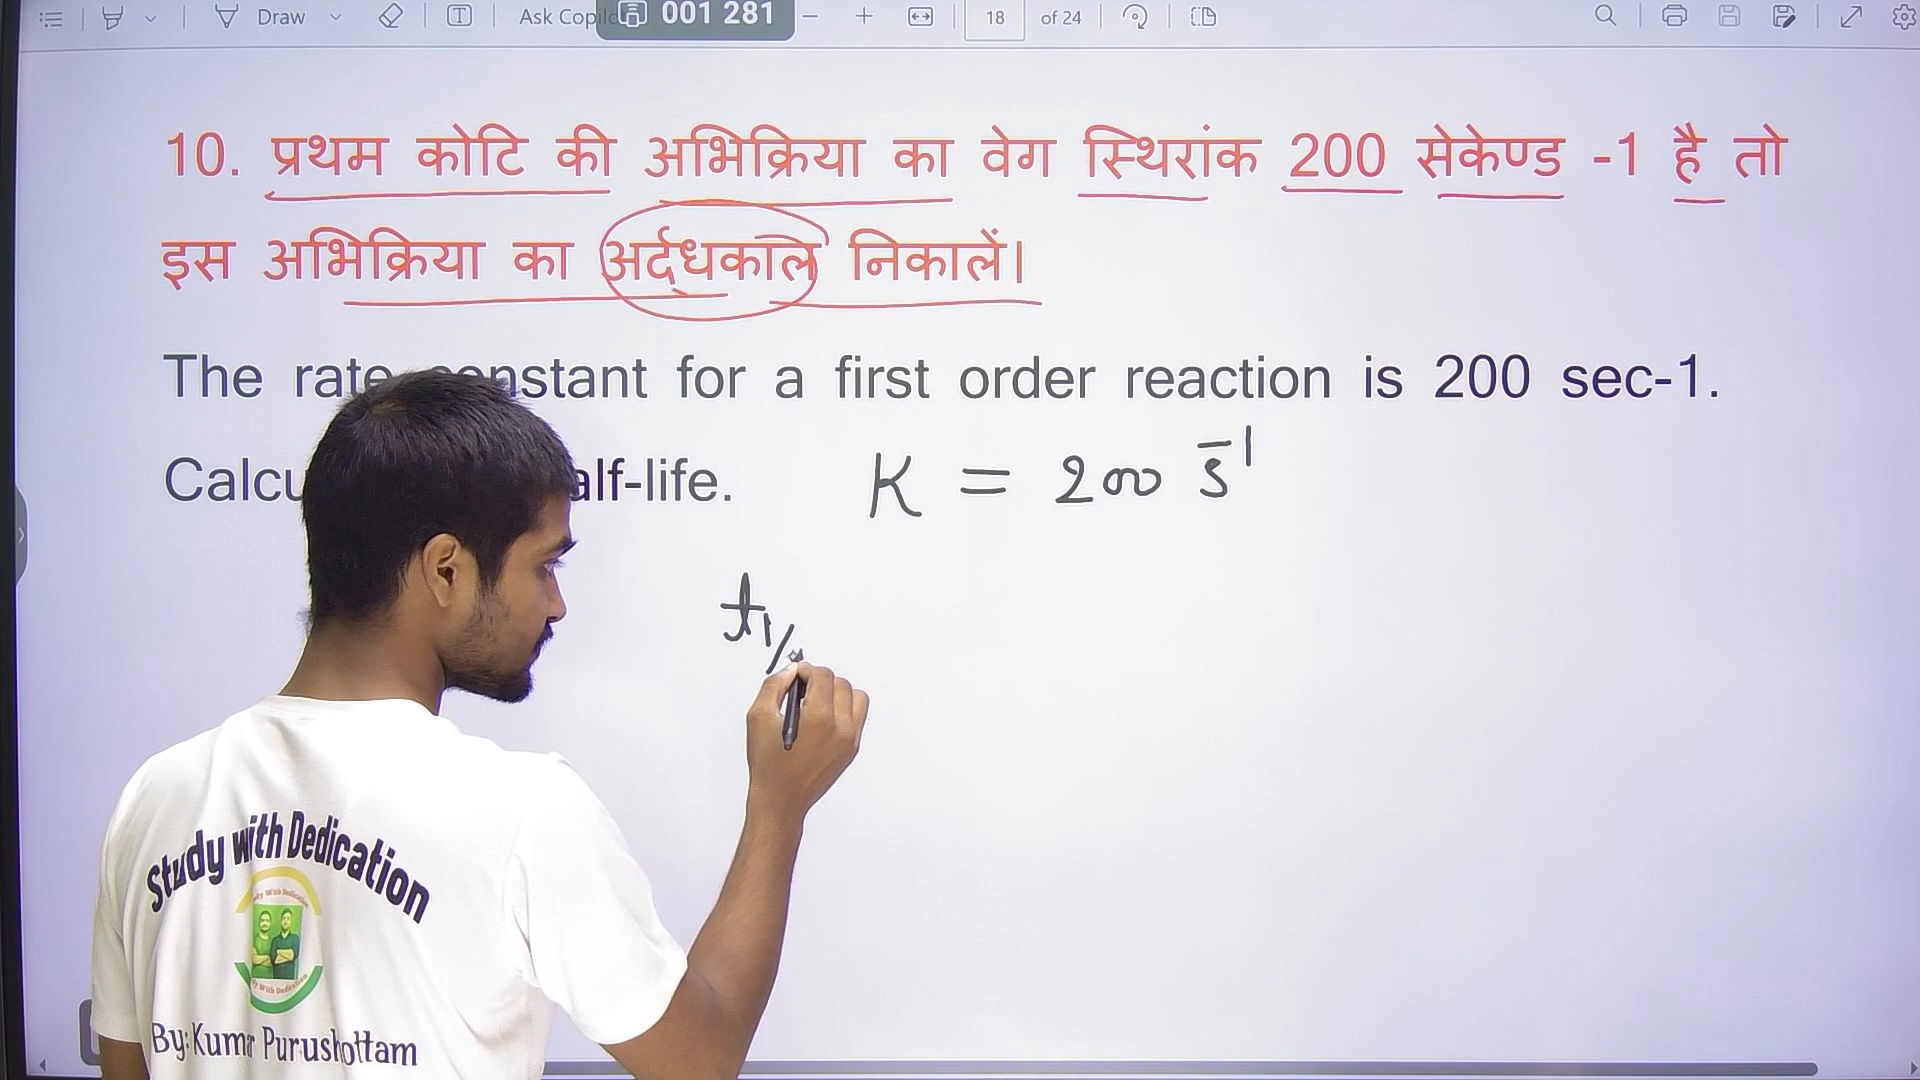 Draw Ask Copil 001 281 18 of 24
10. प्रथम कोटि की अभिक्रिया का वेग स्थिरांक 200 सेकेण्ड -1 है तो
इस अभिक्रिया का अर्द्धकाल निकालें।
The rate constant for a first order reaction is 200 sec-1.
Calcu alf-life. K = 200 s⁻¹
t1/
Study with Dedication
By: Kumar Purushottam